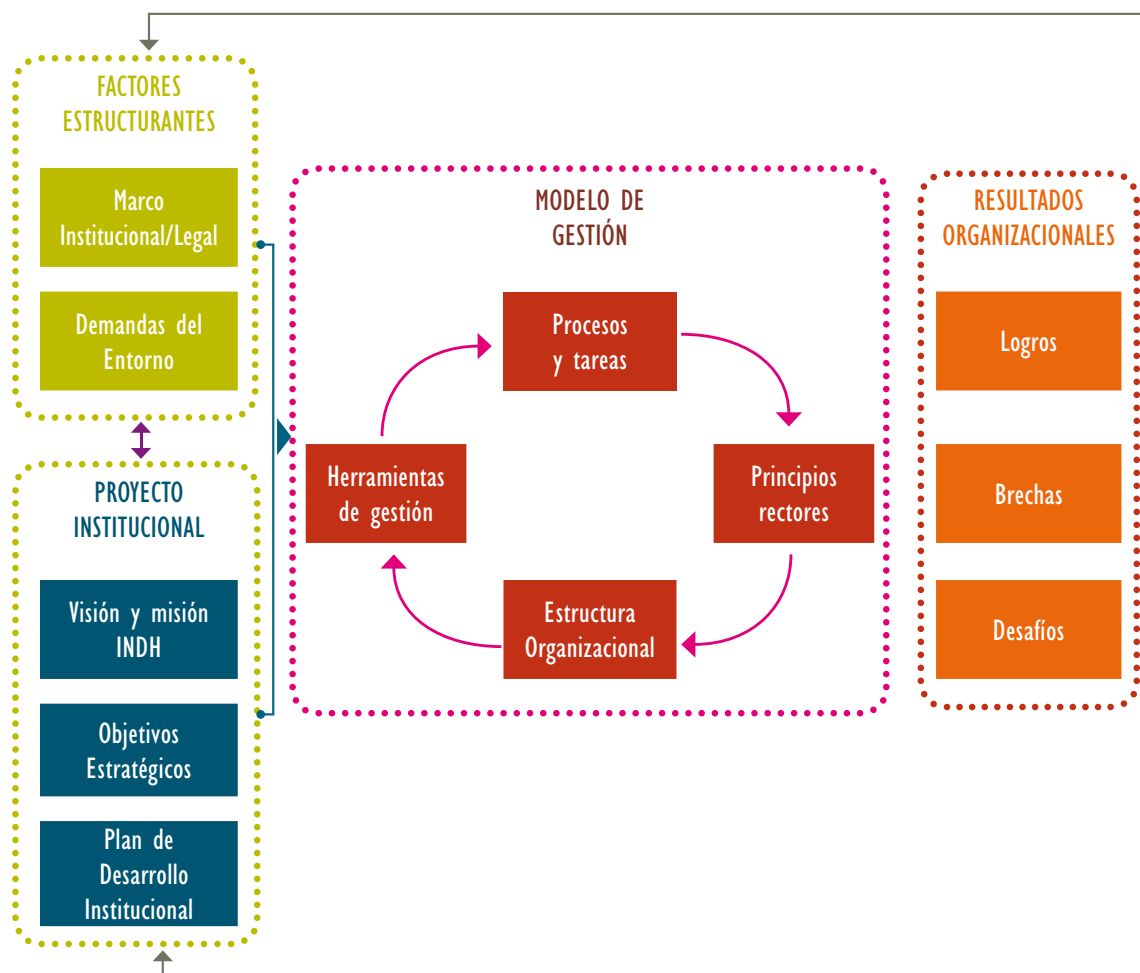 FACTORES
ESTRUCTURANTES
Marco
Institucional/Legal
Demandas del
Entorno
PROYECTO
INSTITUCIONAL
Visión y misión
INDH
Objetivos
Estratégicos
Plan de
Desarrollo
Institucional
MODELO DE
GESTIÓN
Procesos
y tareas
Herramientas
de gestión
Principios
rectores
Estructura
Organizacional
RESULTADOS
ORGANIZACIONALES
Logros
Brechas
Desafíos